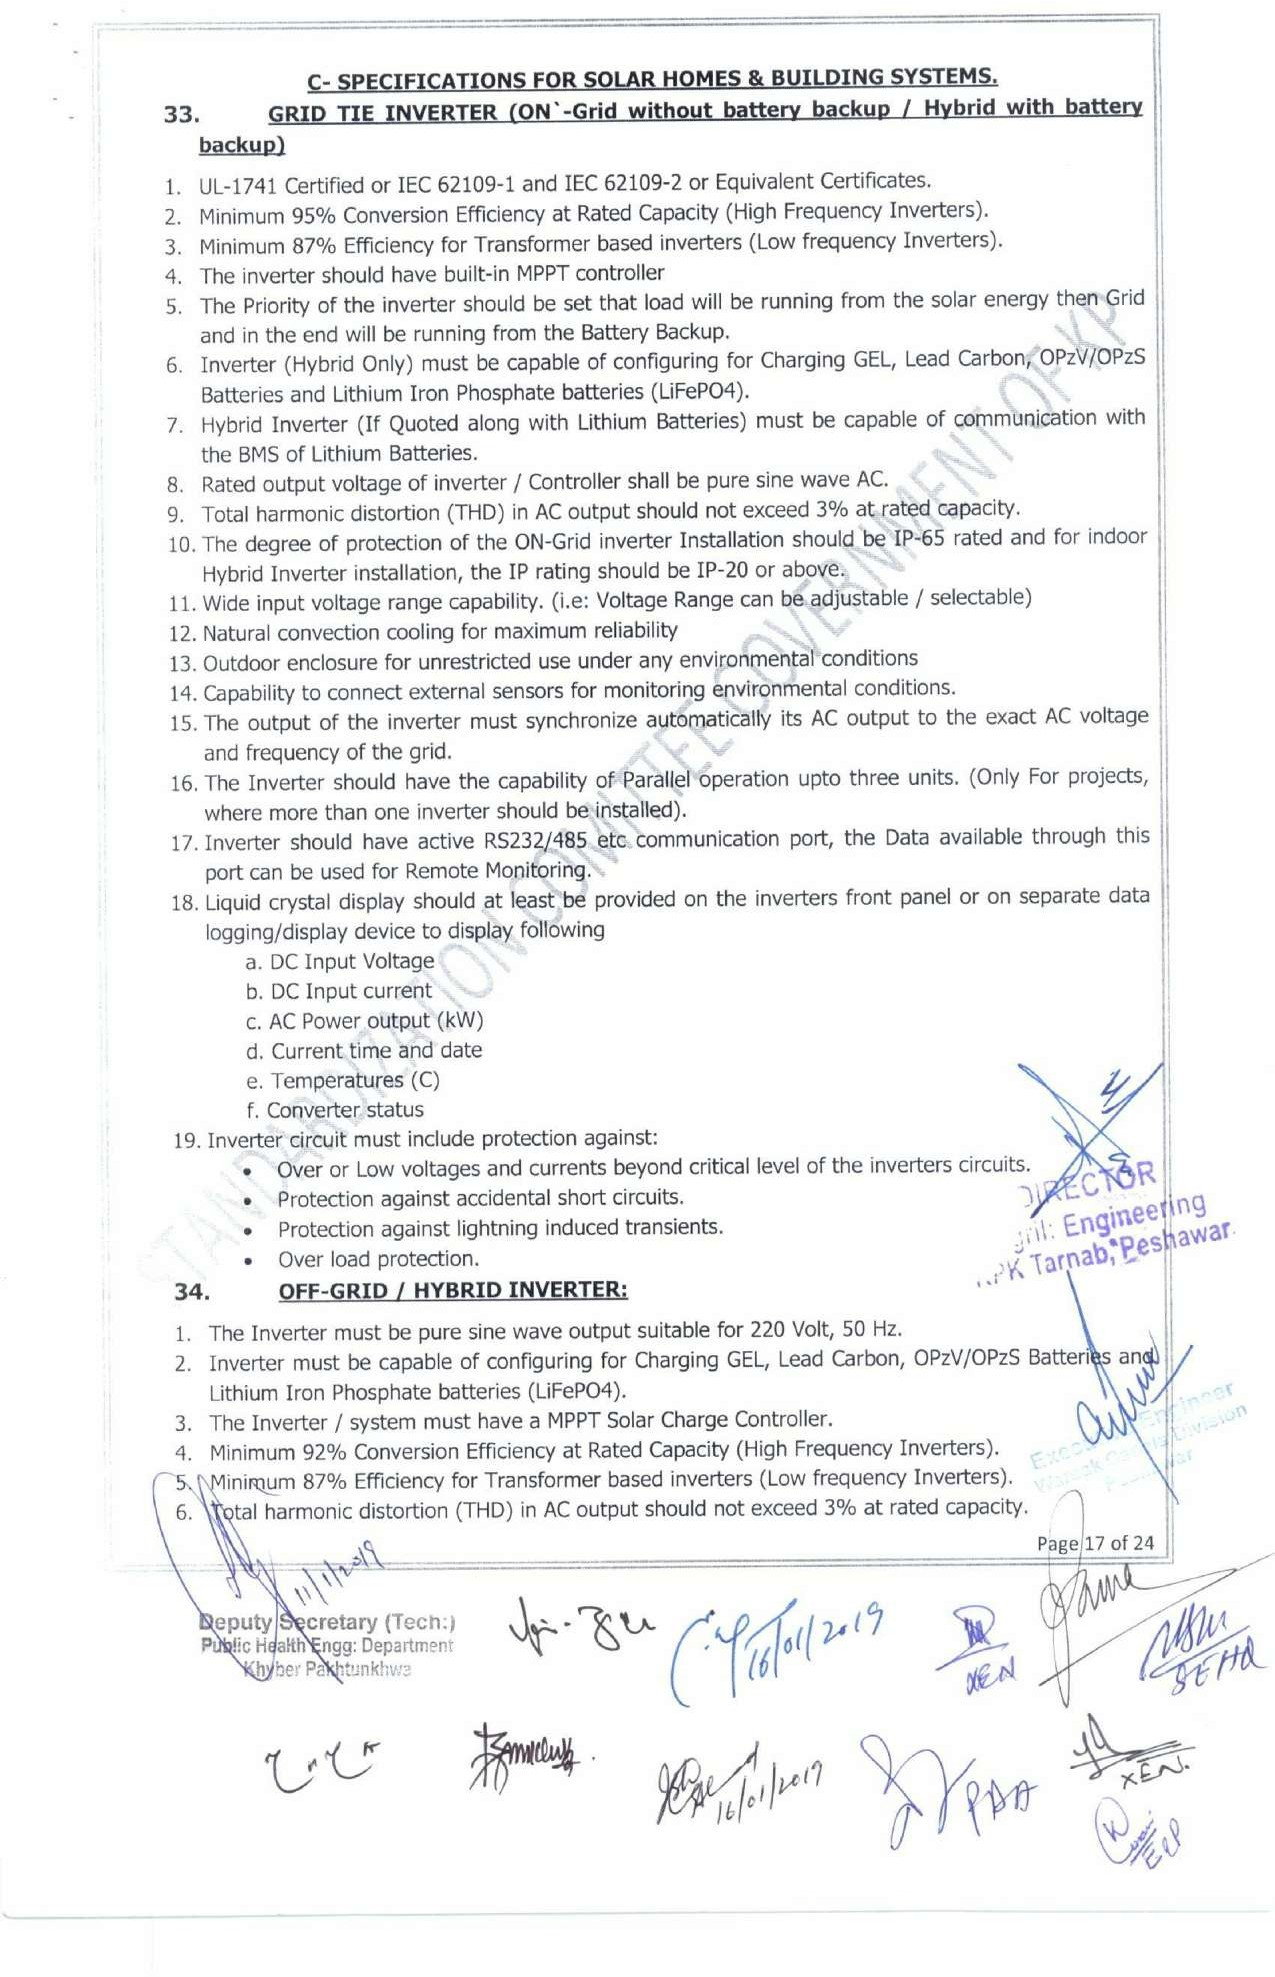 C- SPECIFICATIONS FOR SOLAR HOMES & BUILDING SYSTEMS.
33. GRID TIE INVERTER (ON`-Grid without battery backup / Hybrid with battery
backup)
1. UL-1741 Certified or IEC 62109-1 and IEC 62109-2 or Equivalent Certificates.
2. Minimum 95% Conversion Efficiency at Rated Capacity (High Frequency Inverters).
3. Minimum 87% Efficiency for Transformer based inverters (Low frequency Inverters).
4. The inverter should have built-in MPPT controller
5. The Priority of the inverter should be set that load will be running from the solar energy then Grid
and in the end will be running from the Battery Backup.
6. Inverter (Hybrid Only) must be capable of configuring for Charging GEL, Lead Carbon, OPzV/OPzS
Batteries and Lithium Iron Phosphate batteries (LiFePO4).
7. Hybrid Inverter (If Quoted along with Lithium Batteries) must be capable of communication with
the BMS of Lithium Batteries.
8. Rated output voltage of inverter / Controller shall be pure sine wave AC.
9. Total harmonic distortion (THD) in AC output should not exceed 3% at rated capacity.
10. The degree of protection of the ON-Grid inverter Installation should be IP-65 rated and for indoor
Hybrid Inverter installation, the IP rating should be IP-20 or above.
11. Wide input voltage range capability. (i.e: Voltage Range can be adjustable / selectable)
12. Natural convection cooling for maximum reliability
13. Outdoor enclosure for unrestricted use under any environmental conditions
14. Capability to connect external sensors for monitoring environmental conditions.
15. The output of the inverter must synchronize automatically its AC output to the exact AC voltage
and frequency of the grid.
16. The Inverter should have the capability of Parallel operation upto three units. (Only For projects,
where more than one inverter should be installed).
17. Inverter should have active RS232/485 etc communication port, the Data available through this
port can be used for Remote Monitoring.
18. Liquid crystal display should at least be provided on the inverters front panel or on separate data
logging/display device to display following
a. DC Input Voltage
b. DC Input current
c. AC Power output (kW)
d. Current time and date
e. Temperatures (C)
f. Converter status
19. Inverter circuit must include protection against:
• Over or Low voltages and currents beyond critical level of the inverters circuits.
• Protection against accidental short circuits.
• Protection against lightning induced transients.
• Over load protection.
STANDARDIZATION COMMITTEE GOVERNMENT OF KP
DIRECTOR
Engineering
Tarnab, Peshawar.
34. OFF-GRID / HYBRID INVERTER:
1. The Inverter must be pure sine wave output suitable for 220 Volt, 50 Hz.
2. Inverter must be capable of configuring for Charging GEL, Lead Carbon, OPzV/OPzS Batteries and
Lithium Iron Phosphate batteries (LiFePO4).
3. The Inverter / system must have a MPPT Solar Charge Controller.
4. Minimum 92% Conversion Efficiency at Rated Capacity (High Frequency Inverters).
5. Minimum 87% Efficiency for Transformer based inverters (Low frequency Inverters).
6. Total harmonic distortion (THD) in AC output should not exceed 3% at rated capacity.
Page 17 of 24
11/1/2019
Deputy Secretary (Tech:)
Public Health Engg: Department
Khyber Pakhtunkhwa
16/01/2019
XEN
SEHQ
16/01/2019
XEN.